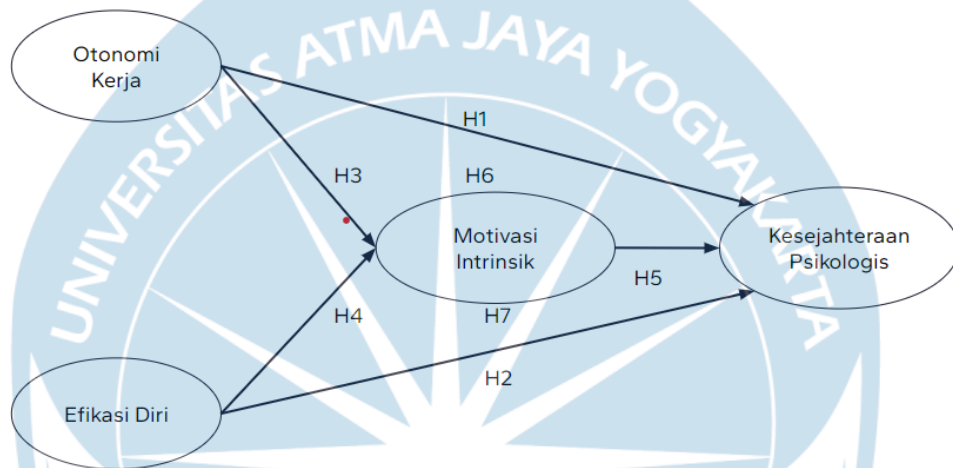 UNIVERSITAS ATMA JAYA YOGYAKARTA
Otonomi
Kerja
H1
H3
H6
Motivasi
Intrinsik
Kesejahteraan
Psikologis
H5
H4
H7
H2
Efikasi Diri